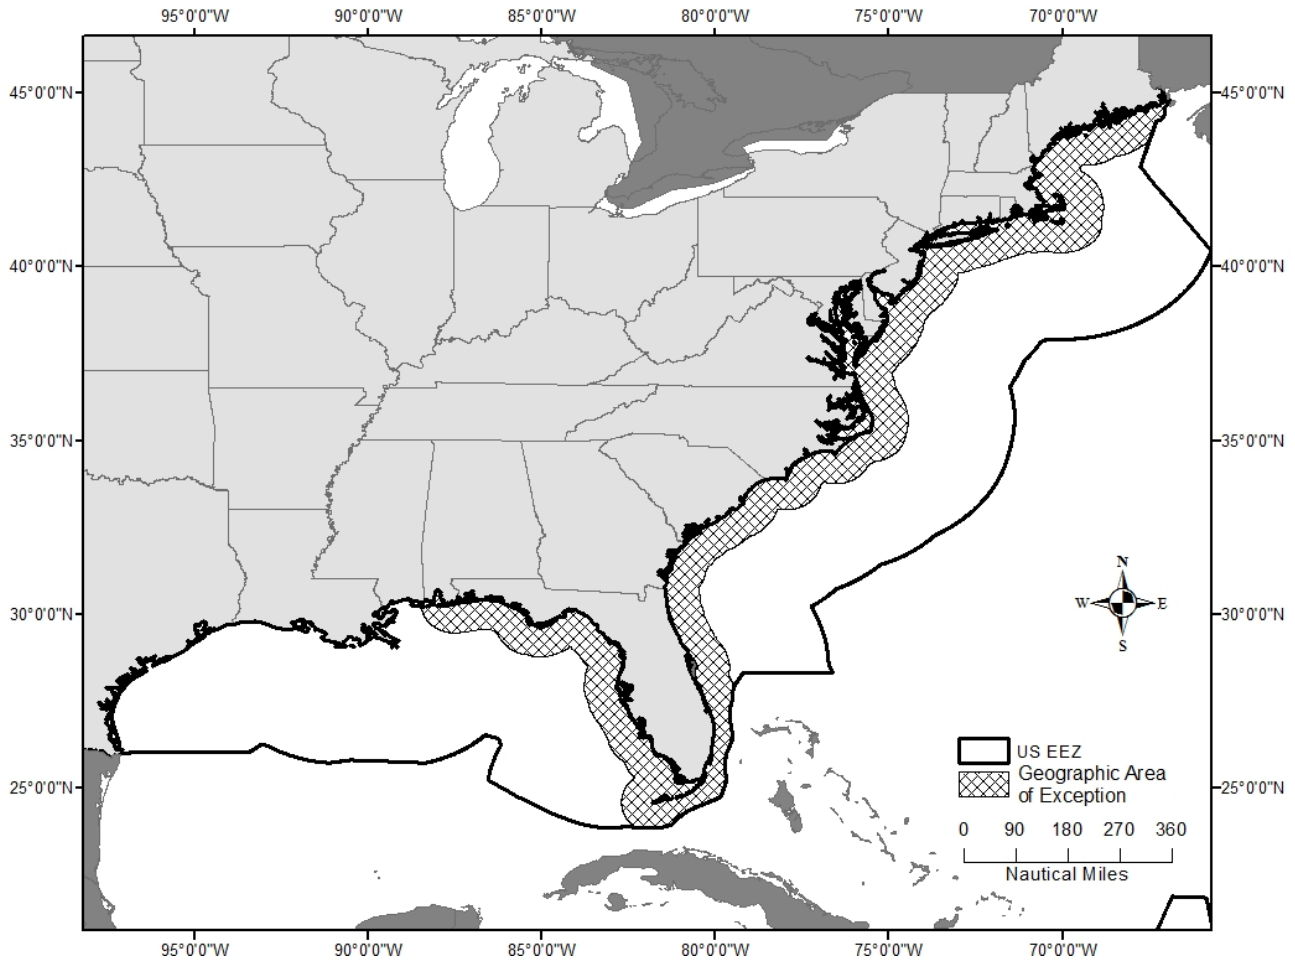 95°0'0"W 90°0'0"W 85°0'0"W 80°0'0"W 75°0'0"W 70°0'0"W
45°0'0"N 45°0'0"N
40°0'0"N 40°0'0"N
35°0'0"N 35°0'0"N
N
W E
S
30°0'0"N 30°0'0"N
US EEZ
Geographic Area
of Exception
25°0'0"N 25°0'0"N
0 90 180 270 360
Nautical Miles
95°0'0"W 90°0'0"W 85°0'0"W 80°0'0"W 75°0'0"W 70°0'0"W